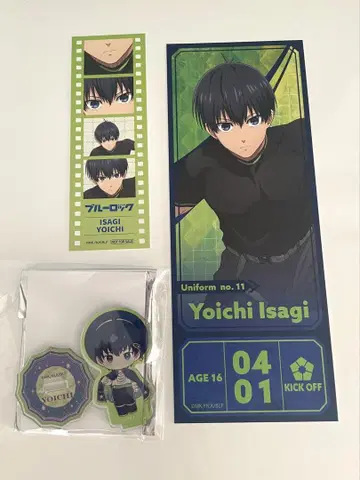 ブルーロック
ISAGI
YOICHI
YOICHI
Uniform no. 11
Yoichi Isagi
AGE 16
04
01
KICK OFF